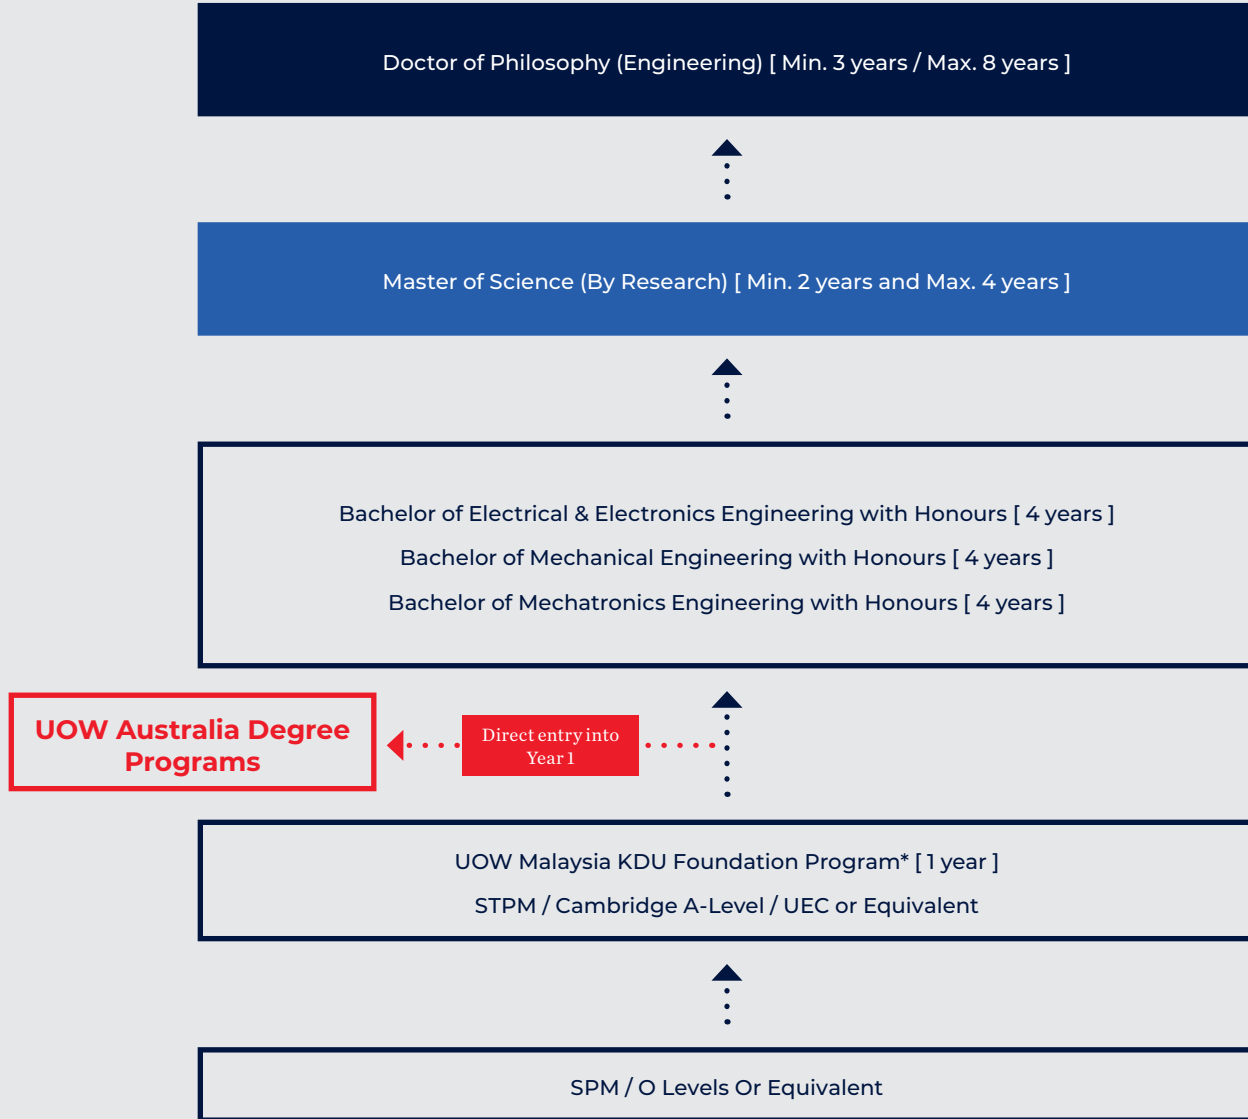 Doctor of Philosophy (Engineering) [ Min. 3 years / Max. 8 years ]
Master of Science (By Research) [ Min. 2 years and Max. 4 years ]
Bachelor of Electrical & Electronics Engineering with Honours [ 4 years ]
Bachelor of Mechanical Engineering with Honours [ 4 years ]
Bachelor of Mechatronics Engineering with Honours [ 4 years ]
UOW Australia Degree
Programs
Direct entry into
Year 1
UOW Malaysia KDU Foundation Program* [ 1 year ]
STPM / Cambridge A-Level / UEC or Equivalent
SPM / O Levels Or Equivalent